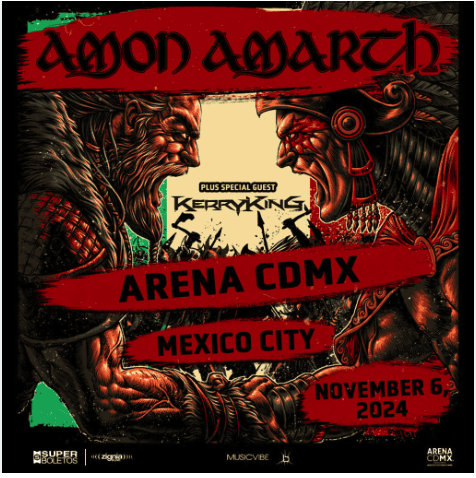 AMON AMARTH
PLUS SPECIAL GUEST
KERRY KING
ARENA CDMX
MEXICO CITY
NOVEMBER 6,
2024
SUPER
BOLETOS
zignia
MUSICVIBE
ARENA
CDMX